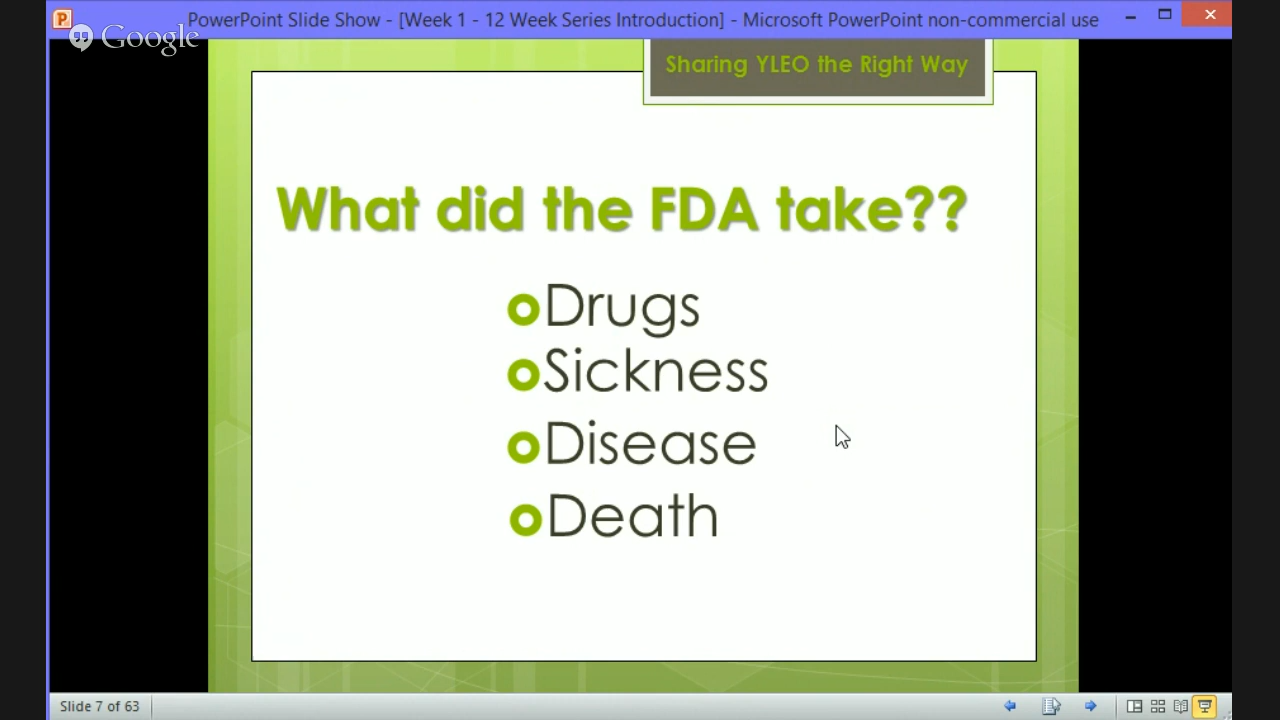 PowerPoint Slide Show - [Week 1 - 12 Week Series Introduction] - Microsoft PowerPoint non-commercial use
Google
Sharing YLEO the Right Way
What did the FDA take??
Drugs
Sickness
Disease
Death
Slide 7 of 63